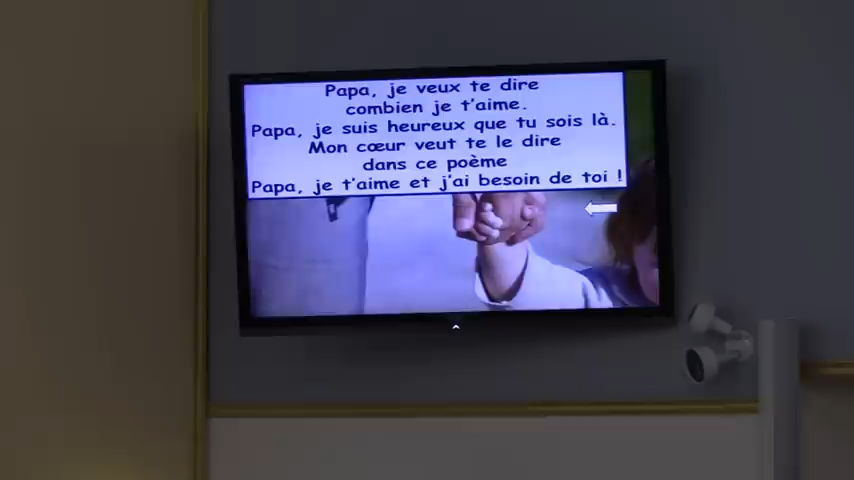 Papa, je veux te dire
combien je t'aime.
Papa, je suis heureux que tu sois là.
Mon cœur veut te le dire
dans ce poème
Papa, je t'aime et j'ai besoin de toi !